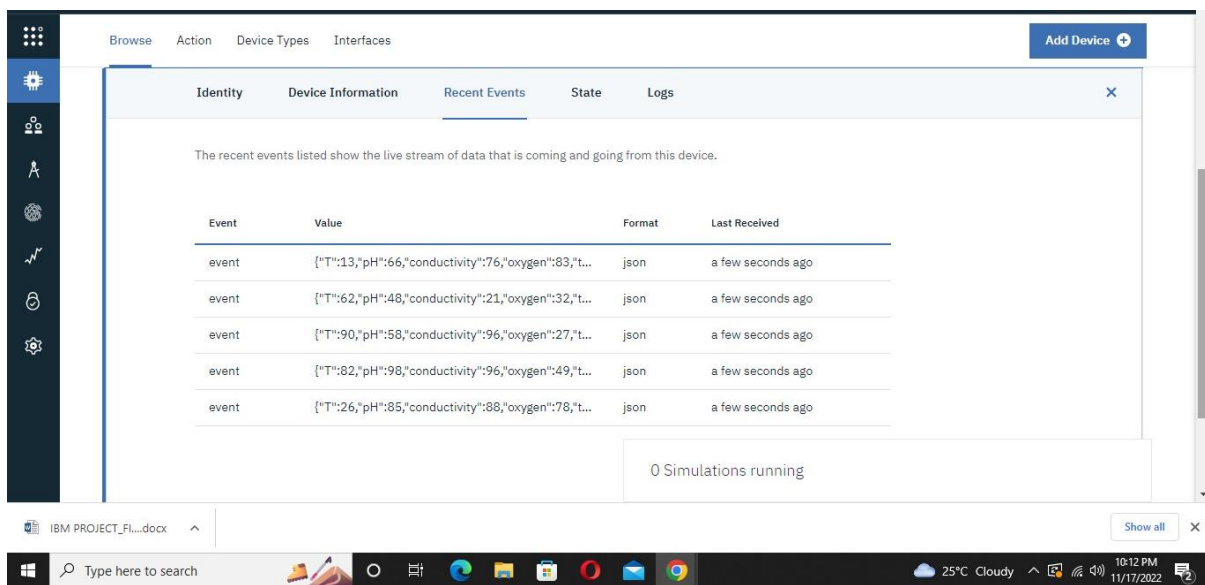 Browse Action Device Types Interfaces Add Device
Identity Device Information Recent Events State Logs
The recent events listed show the live stream of data that is coming and going from this device.
Event Value Format Last Received
event {"T":13,"pH":66,"conductivity":76,"oxygen":83,"t... json a few seconds ago
event {"T":62,"pH":48,"conductivity":21,"oxygen":32,"t... json a few seconds ago
event {"T":90,"pH":58,"conductivity":96,"oxygen":27,"t... json a few seconds ago
event {"T":82,"pH":98,"conductivity":96,"oxygen":49,"t... json a few seconds ago
event {"T":26,"pH":85,"conductivity":88,"oxygen":78,"t... json a few seconds ago
0 Simulations running
IBM PROJECT_FI....docx Show all
Type here to search 25°C Cloudy 10:12 PM
11/17/2022 2